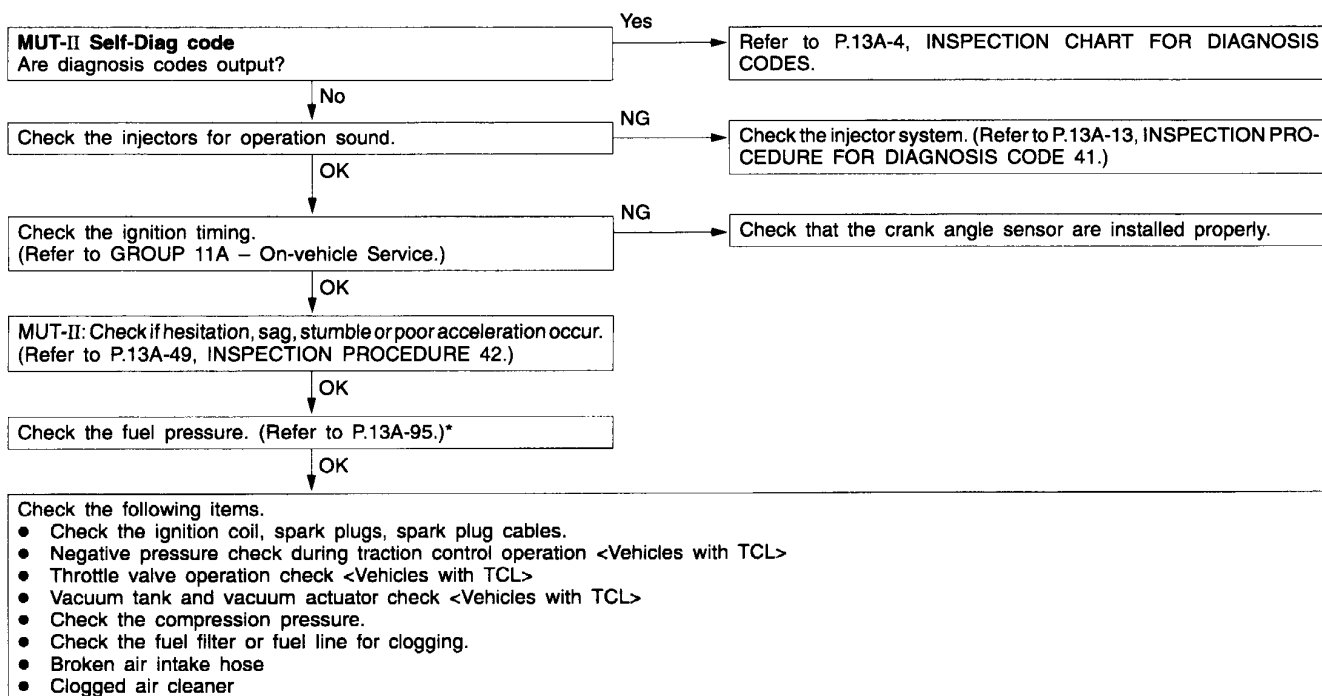 MUT-II Self-Diag code
Are diagnosis codes output?
Yes
Refer to P.13A-4, INSPECTION CHART FOR DIAGNOSIS
CODES.
No
Check the injectors for operation sound.
NG
Check the injector system. (Refer to P.13A-13, INSPECTION PRO-
CEDURE FOR DIAGNOSIS CODE 41.)
OK
Check the ignition timing.
(Refer to GROUP 11A – On-vehicle Service.)
NG
Check that the crank angle sensor are installed properly.
OK
MUT-II: Check if hesitation, sag, stumble or poor acceleration occur.
(Refer to P.13A-49, INSPECTION PROCEDURE 42.)
OK
Check the fuel pressure. (Refer to P.13A-95.)*
OK
Check the following items.
● Check the ignition coil, spark plugs, spark plug cables.
● Negative pressure check during traction control operation <Vehicles with TCL>
● Throttle valve operation check <Vehicles with TCL>
● Vacuum tank and vacuum actuator check <Vehicles with TCL>
● Check the compression pressure.
● Check the fuel filter or fuel line for clogging.
● Broken air intake hose
● Clogged air cleaner